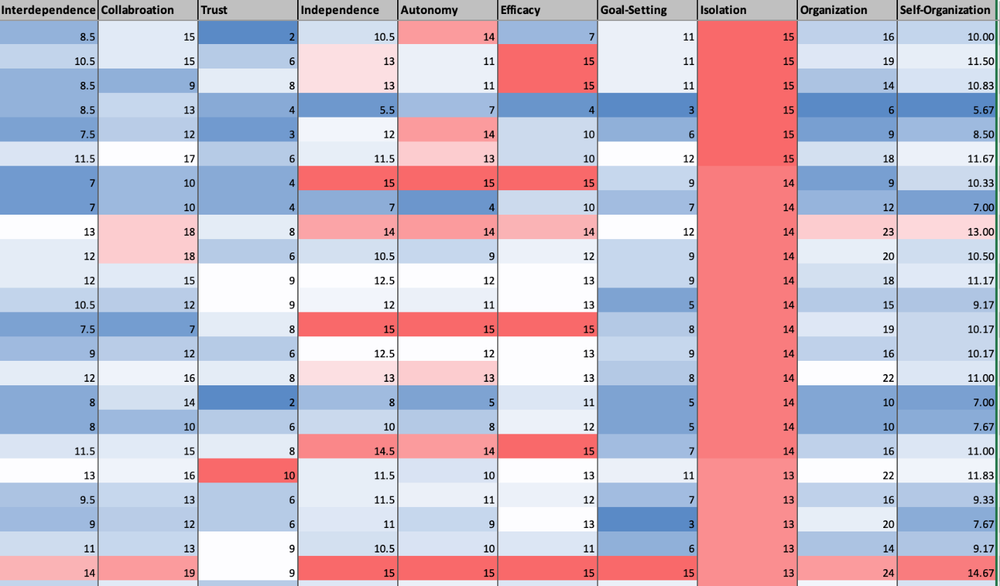 Interdependence Collabroation Trust Independence Autonomy Efficacy Goal-Setting Isolation Organization Self-Organization
8.5 15 2 10.5 14 7 11 15 16 10.00
10.5 15 6 13 11 15 11 15 19 11.50
8.5 9 8 13 11 15 11 15 14 10.83
8.5 13 4 5.5 7 4 3 15 6 5.67
7.5 12 3 12 14 10 6 15 9 8.50
11.5 17 6 11.5 13 10 12 15 18 11.67
7 10 4 15 15 15 9 14 9 10.33
7 10 4 7 4 10 7 14 12 7.00
13 18 8 14 14 14 12 14 23 13.00
12 18 6 10.5 9 12 9 14 20 10.50
12 15 9 12.5 12 13 9 14 18 11.17
10.5 12 9 12 11 13 5 14 15 9.17
7.5 7 8 15 15 15 8 14 19 10.17
9 12 6 12.5 12 13 9 14 16 10.17
12 16 8 13 13 13 8 14 22 11.00
8 14 2 8 5 11 5 14 10 7.00
8 10 6 10 8 12 5 14 10 7.67
11.5 15 8 14.5 14 15 7 14 16 11.00
13 16 10 11.5 10 13 11 13 22 11.83
9.5 13 6 11.5 11 12 7 13 16 9.33
9 12 6 11 9 13 3 13 20 7.67
11 13 9 10.5 10 11 6 13 14 9.17
14 19 9 15 15 15 15 13 24 14.67